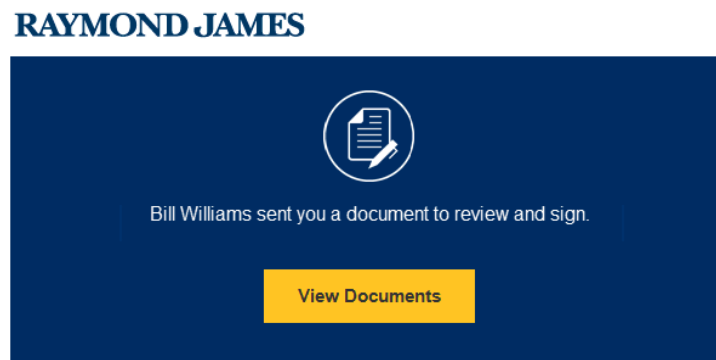 RAYMOND JAMES
Bill Williams sent you a document to review and sign.
View Documents